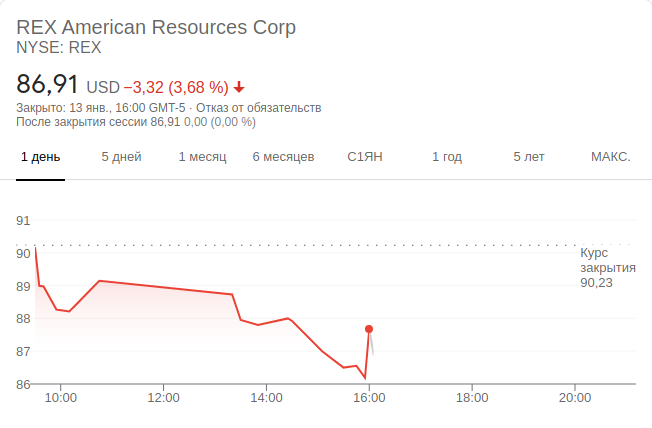 REX American Resources Corp
NYSE: REX
86,91 USD −3,32 (3,68 %)
Закрыто: 13 янв., 16:00 GMT-5 · Отказ от обязательств
После закрытия сессии 86,91 0,00 (0,00 %)
1 день 5 дней 1 месяц 6 месяцев С1ЯН 1 год 5 лет МАКС.
91
90
89
88
87
86
Курс
закрытия
90,23
10:00 12:00 14:00 16:00 18:00 20:00